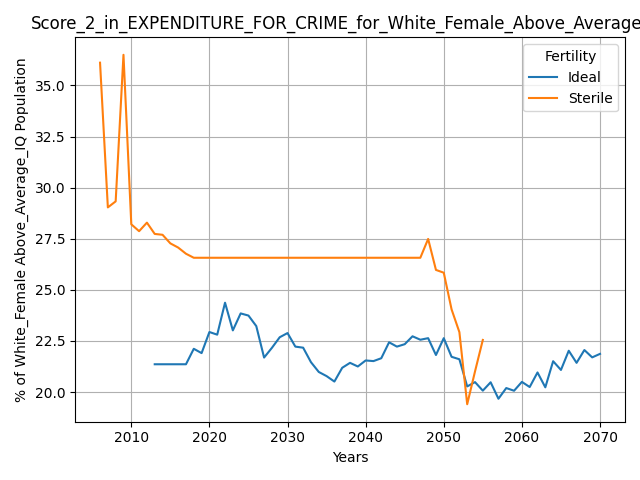 Score_2_in_EXPENDITURE_FOR_CRIME_for_White_Female_Above_Average
% of White_Female Above_Average_IQ Population
35.0
32.5
30.0
27.5
25.0
22.5
20.0
Fertility
Ideal
Sterile
2010
2020
2030
2040
2050
2060
2070
Years